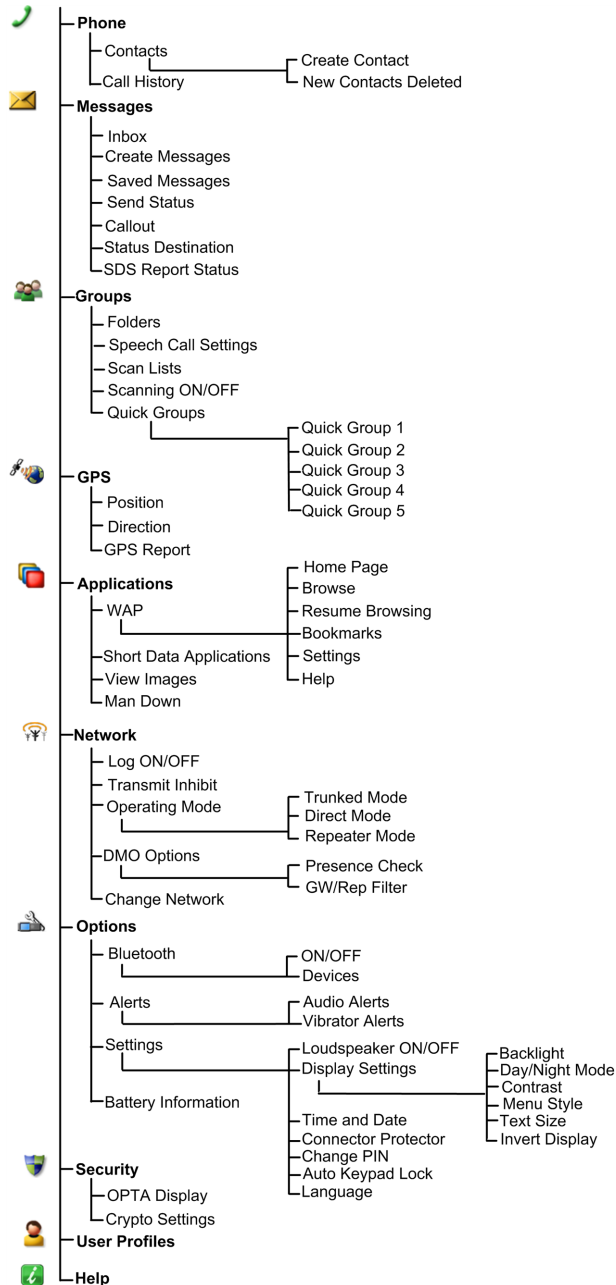 Phone
Contacts
Create Contact
Call History
New Contacts Deleted
Messages
Inbox
Create Messages
Saved Messages
Send Status
Callout
Status Destination
SDS Report Status
Groups
Folders
Speech Call Settings
Scan Lists
Scanning ON/OFF
Quick Groups
Quick Group 1
Quick Group 2
Quick Group 3
Quick Group 4
Quick Group 5
GPS
Position
Direction
GPS Report
Applications
WAP
Home Page
Browse
Resume Browsing
Bookmarks
Settings
Help
Short Data Applications
View Images
Man Down
Network
Log ON/OFF
Transmit Inhibit
Operating Mode
Trunked Mode
Direct Mode
Repeater Mode
DMO Options
Presence Check
GW/Rep Filter
Change Network
Options
Bluetooth
ON/OFF
Devices
Alerts
Audio Alerts
Vibrator Alerts
Settings
Loudspeaker ON/OFF
Display Settings
Backlight
Day/Night Mode
Contrast
Menu Style
Text Size
Invert Display
Time and Date
Connector Protector
Change PIN
Auto Keypad Lock
Language
Battery Information
Security
OPTA Display
Crypto Settings
User Profiles
Help